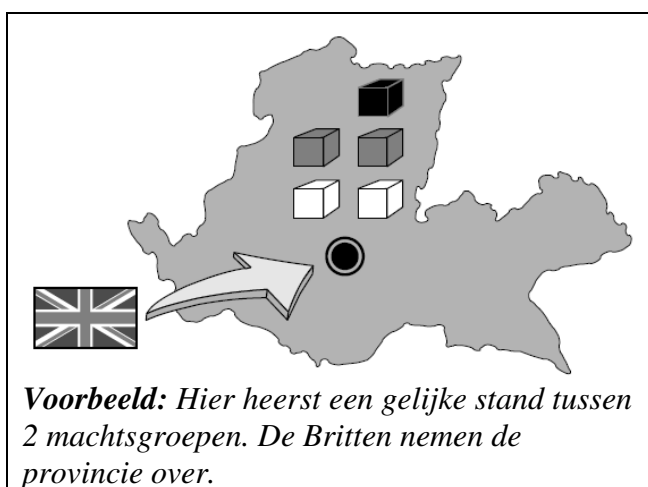 Voorbeeld: Hier heerst een gelijke stand tussen
2 machtsgroepen. De Britten nemen de
provincie over.